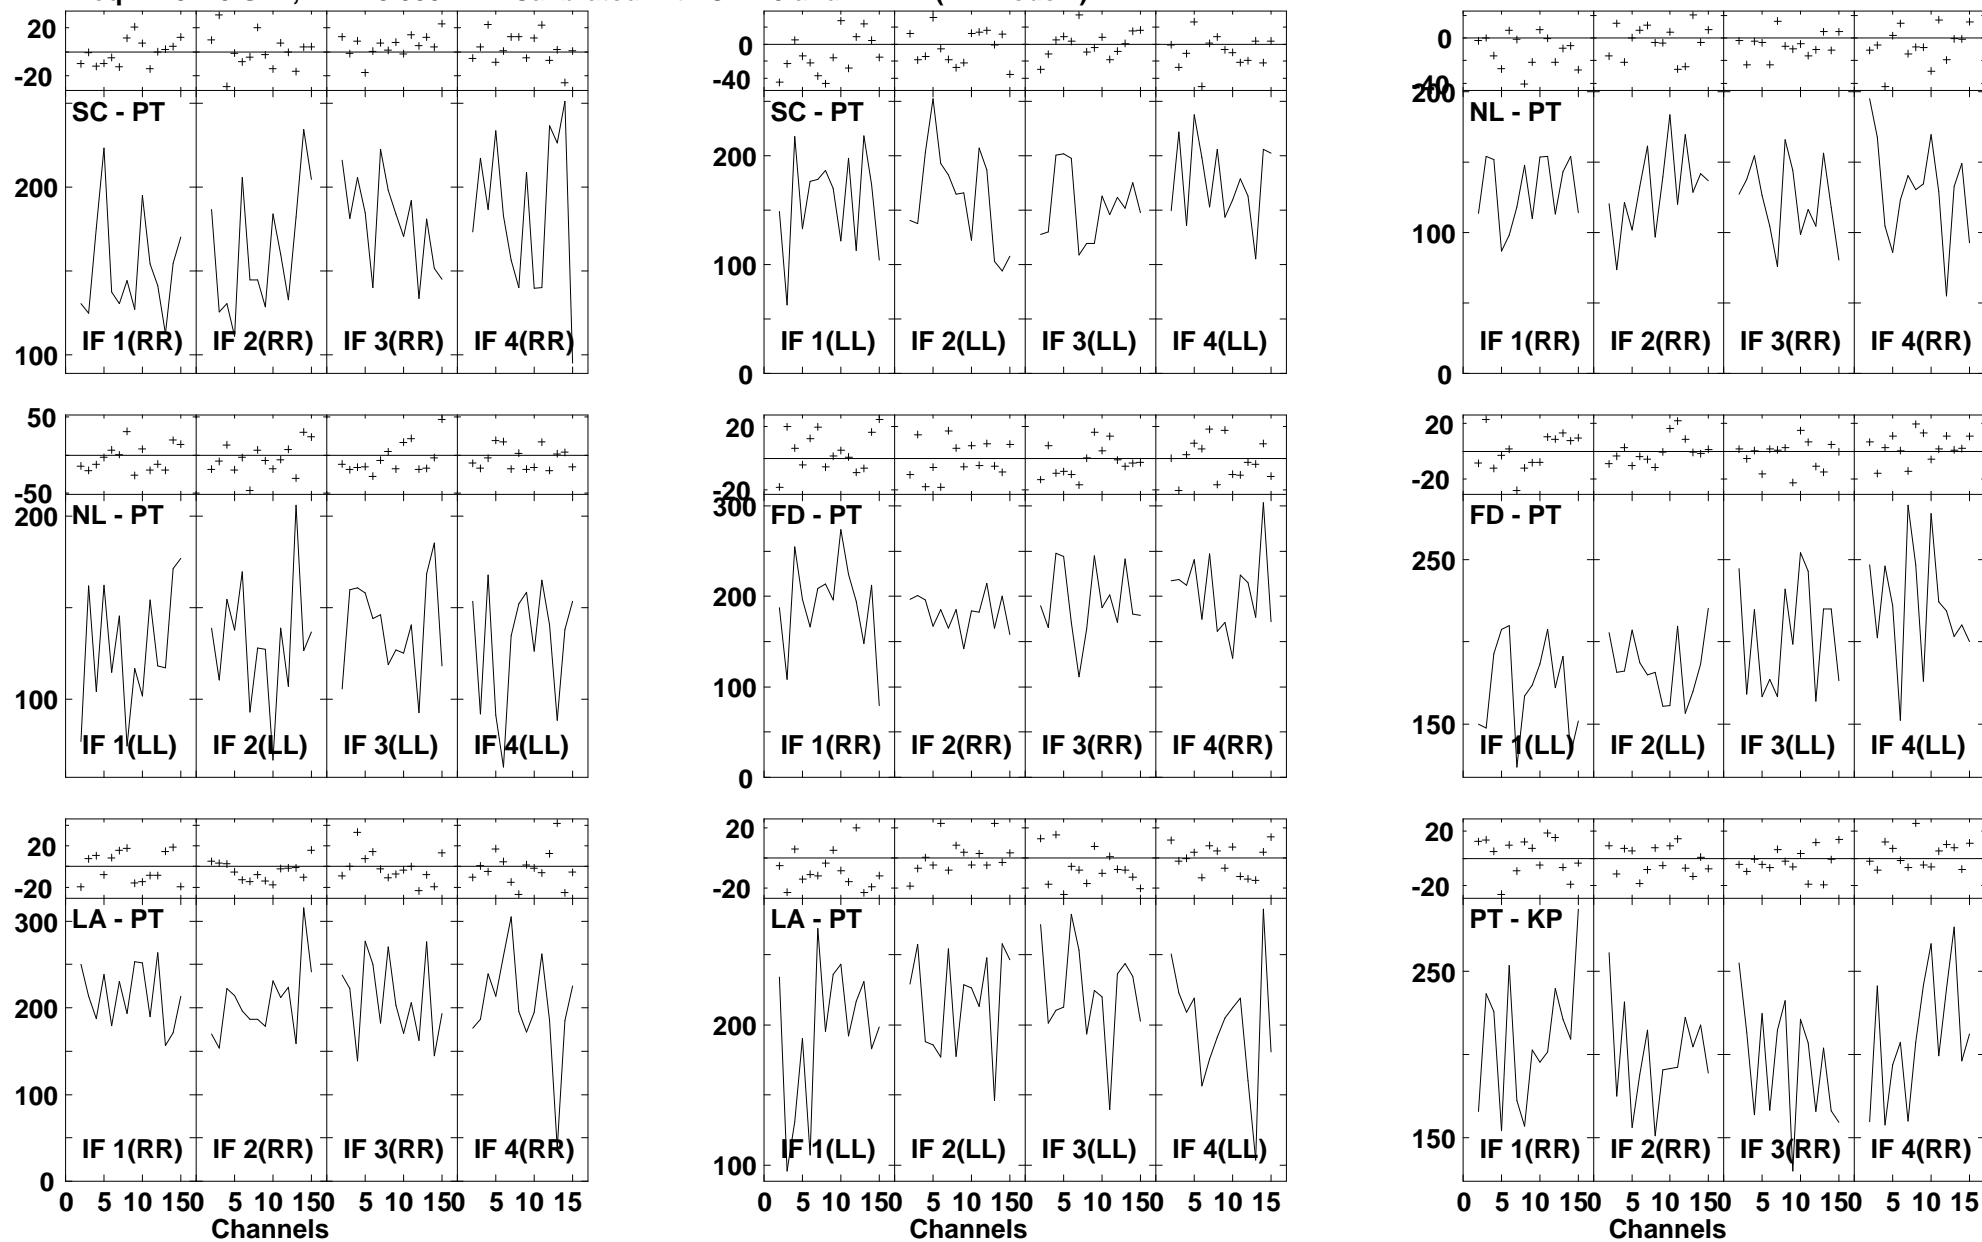 20
-20
SC - PT
200
100
IF 1(RR) IF 2(RR) IF 3(RR) IF 4(RR)
0
-40
SC - PT
200
100
0
IF 1(LL) IF 2(LL) IF 3(LL) IF 4(LL)
0
-40
200
NL - PT
100
0
IF 1(RR) IF 2(RR) IF 3(RR) IF 4(RR)
50
-50
200
NL - PT
100
IF 1(LL) IF 2(LL) IF 3(LL) IF 4(LL)
20
-20
300
FD - PT
200
100
0
IF 1(RR) IF 2(RR) IF 3(RR) IF 4(RR)
20
-20
FD - PT
250
150
IF 1(LL) IF 2(LL) IF 3(LL) IF 4(LL)
20
-20
300
LA - PT
200
100
0
IF 1(RR) IF 2(RR) IF 3(RR) IF 4(RR)
0 5 10 150 5 10 150 5 10 150 5 10 15
Channels
20
-20
LA - PT
200
100
IF 1(LL) IF 2(LL) IF 3(LL) IF 4(LL)
0 5 10 150 5 10 150 5 10 150 5 10 15
Channels
20
-20
PT - KP
250
150
IF 1(RR) IF 2(RR) IF 3(RR) IF 4(RR)
0 5 10 150 5 10 150 5 10 150 5 10 15
Channels